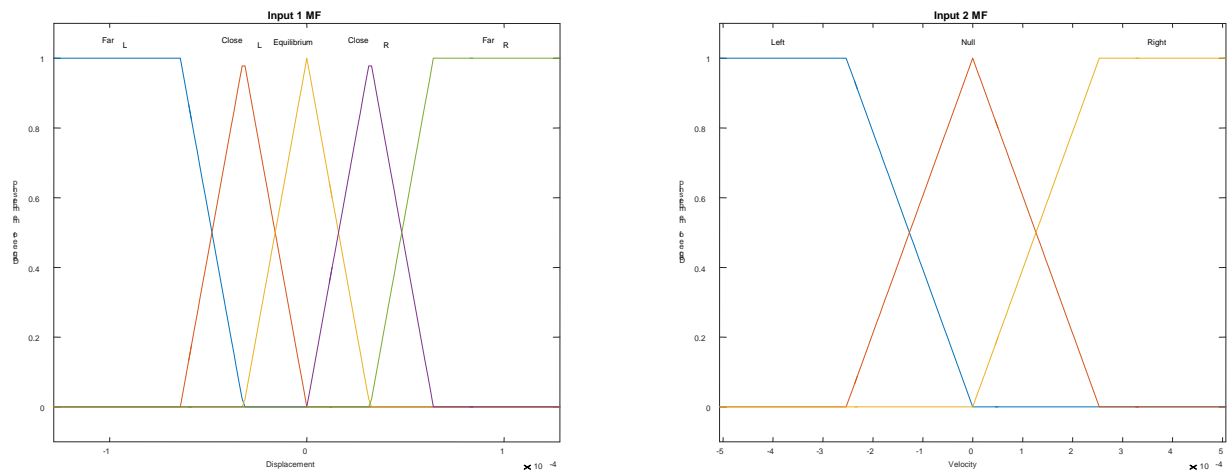 Input 1 MF
Far L Close L Equilibrium Close R Far R
1
0.8
0.6
0.4
0.2
0
-1 0 1
Displacement
× 10 -4
Input 2 MF
Left Null Right
1
0.8
0.6
0.4
0.2
0
-5 -4 -3 -2 -1 0 1 2 3 4 5
Velocity
× 10 -4